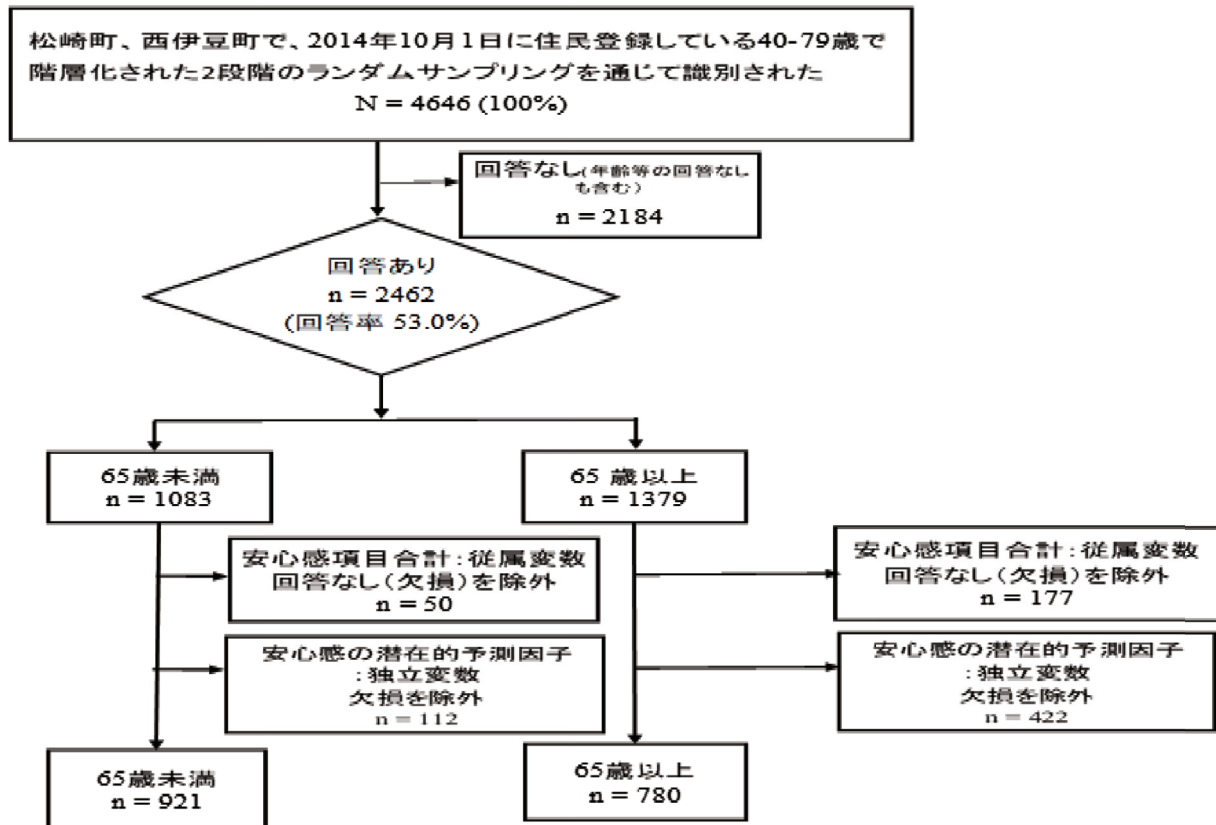 松崎町、西伊豆町で、2014年10月1日に住民登録している40-79歳で
階層化された2段階のランダムサンプリングを通じて識別された
N = 4646 (100%)
回答なし(年齢等の回答なし
も含む)
n = 2184
回答あり
n = 2462
(回答率 53.0%)
65歳未満
n = 1083
65 歳以上
n = 1379
安心感項目合計:従属変数
回答なし(欠損)を除外
n = 50
安心感項目合計:従属変数
回答なし(欠損)を除外
n = 177
安心感の潜在的予測因子
:独立変数
欠損を除外
n = 112
安心感の潜在的予測因子
:独立変数
欠損を除外
n = 422
65歳未満
n = 921
65歳以上
n = 780